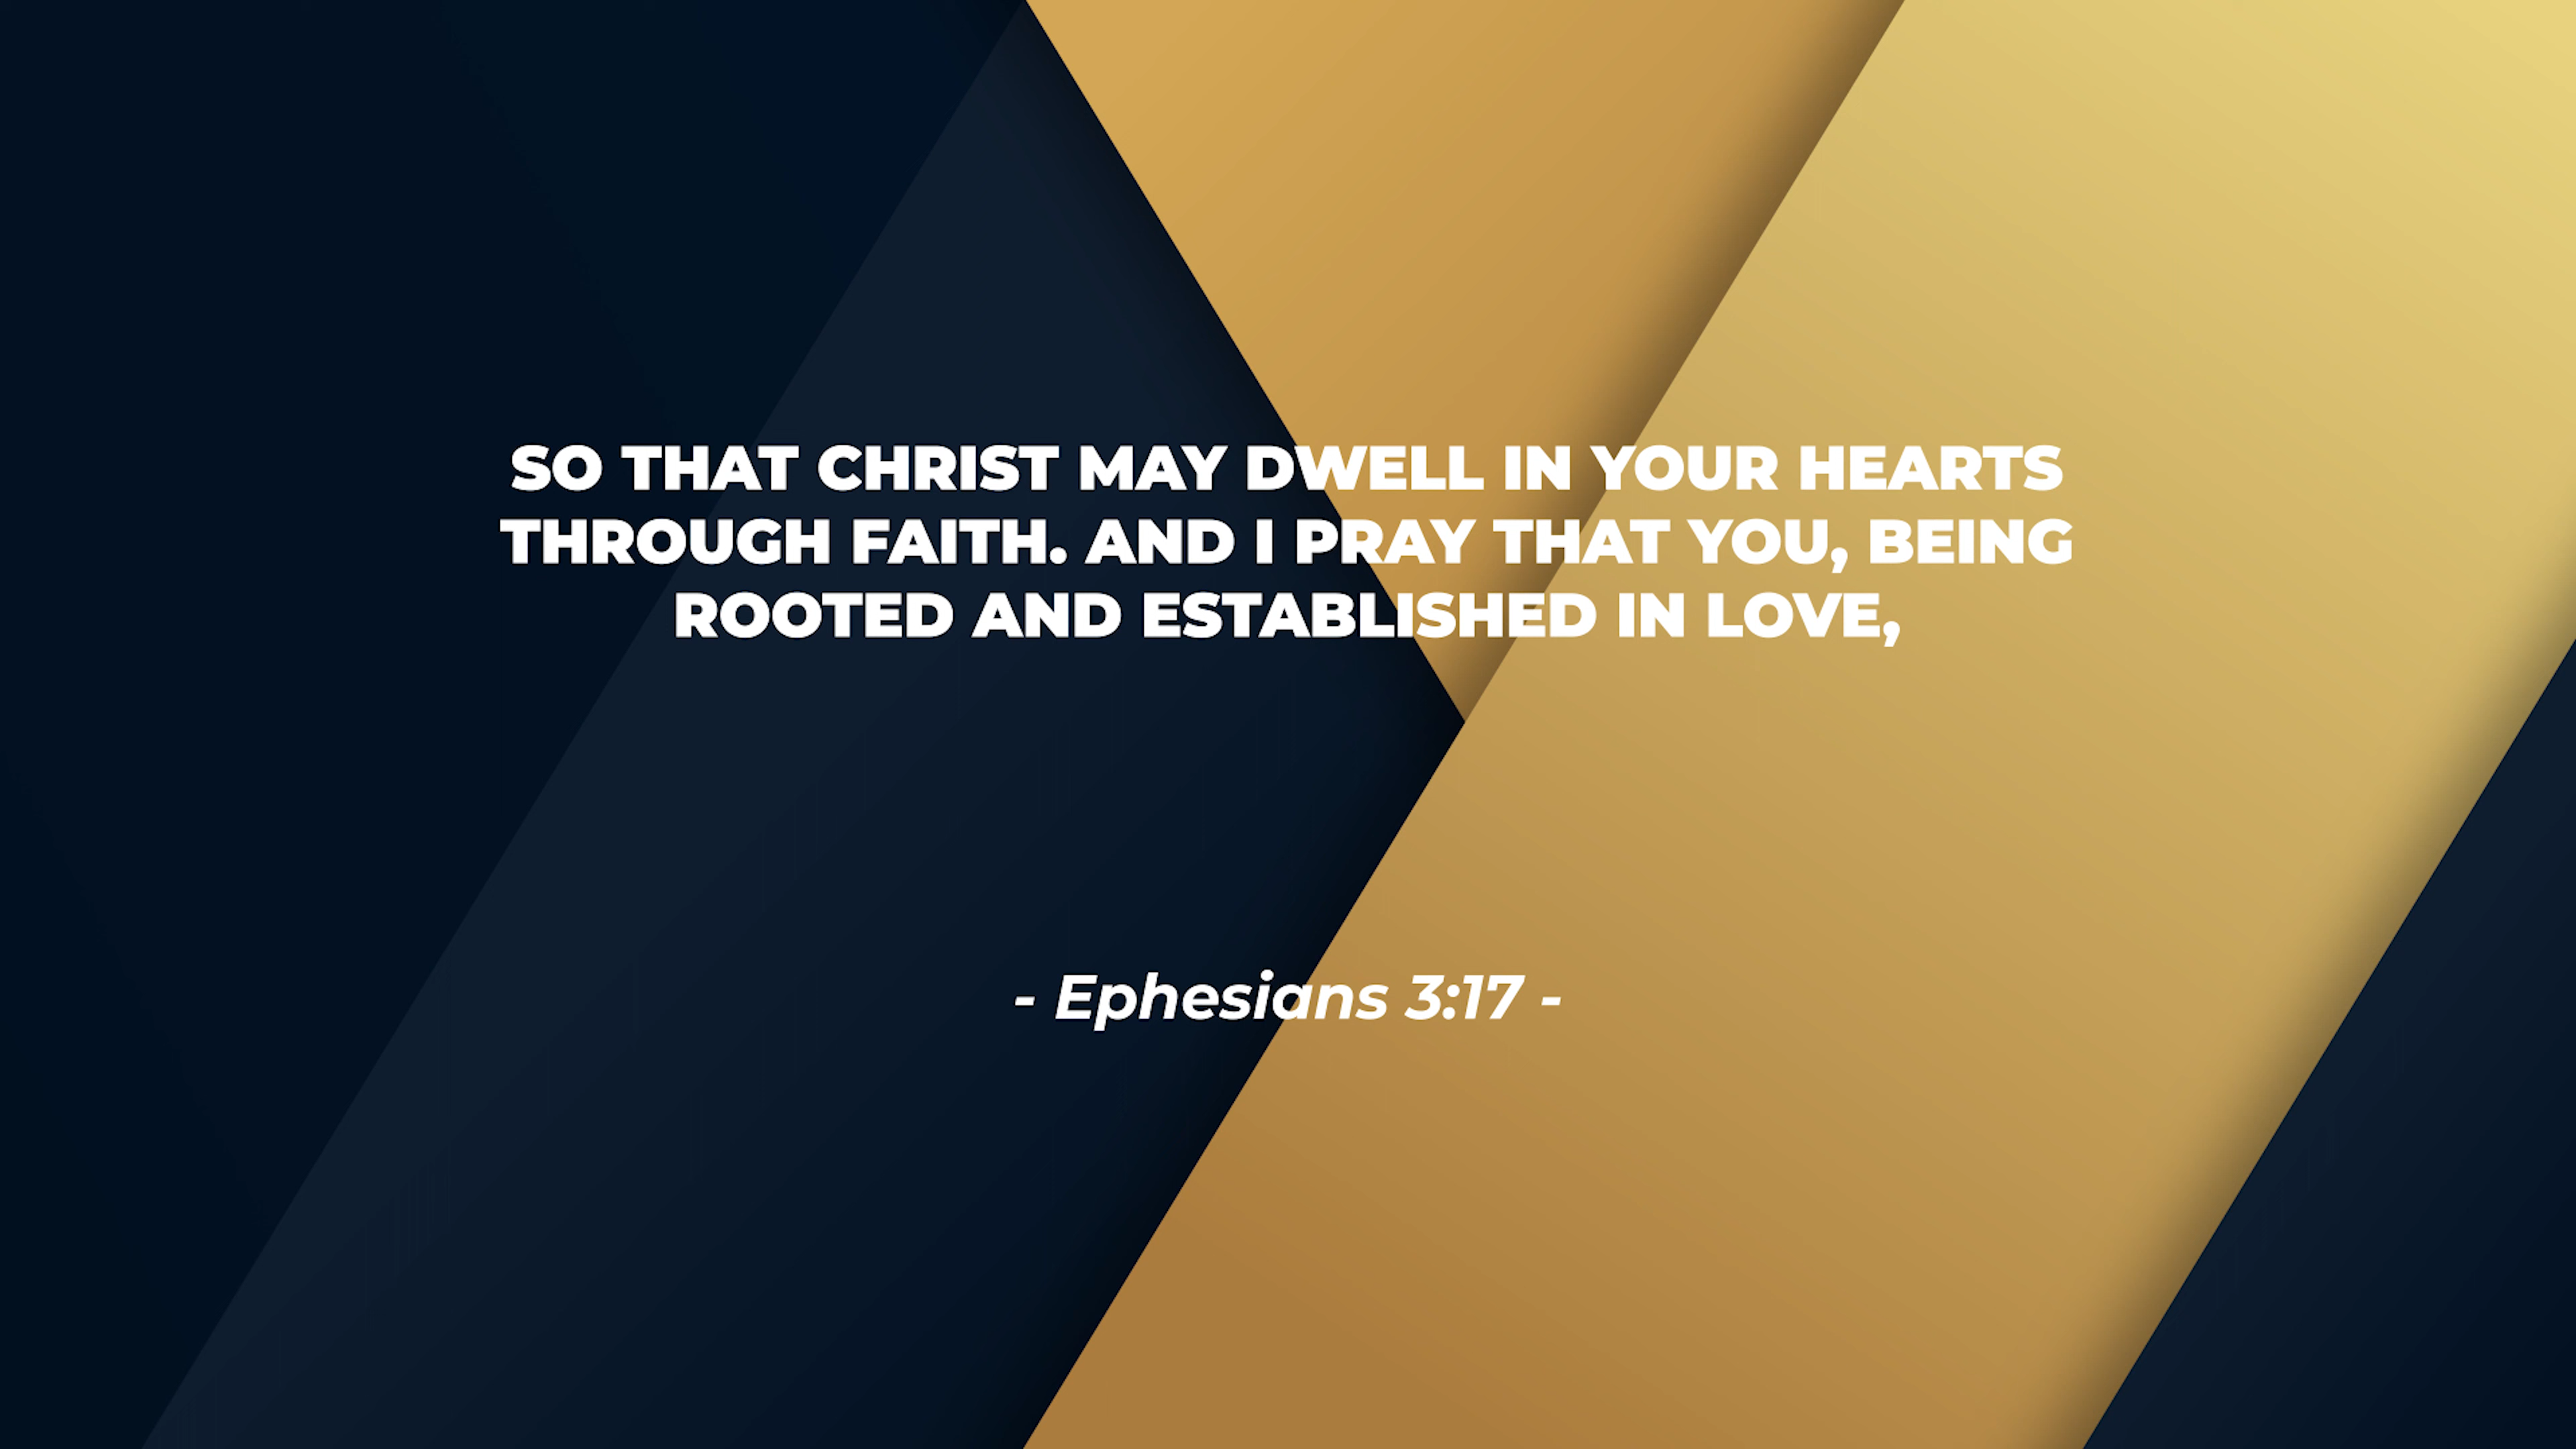 SO THAT CHRIST MAY DWELL IN YOUR HEARTS
THROUGH FAITH. AND I PRAY THAT YOU, BEING
ROOTED AND ESTABLISHED IN LOVE,
- Ephesians 3:17 -